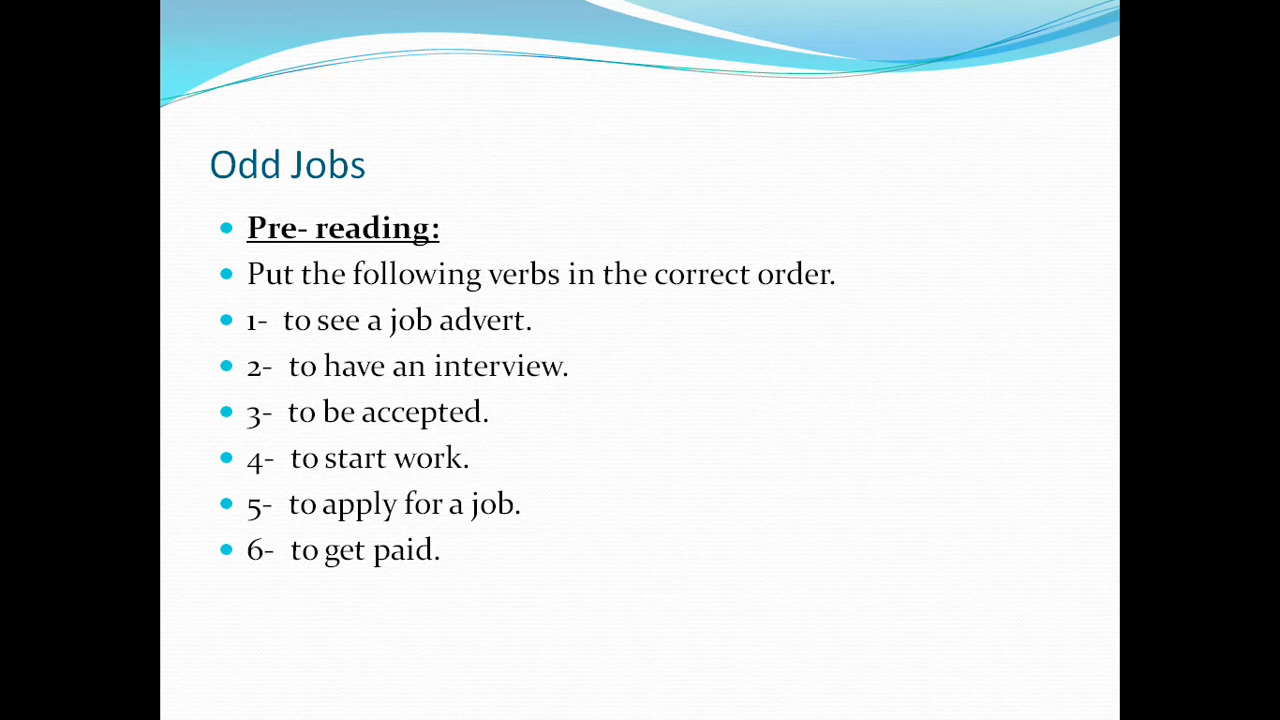 Odd Jobs
Pre- reading:
Put the following verbs in the correct order.
1- to see a job advert.
2- to have an interview.
3- to be accepted.
4- to start work.
5- to apply for a job.
6- to get paid.